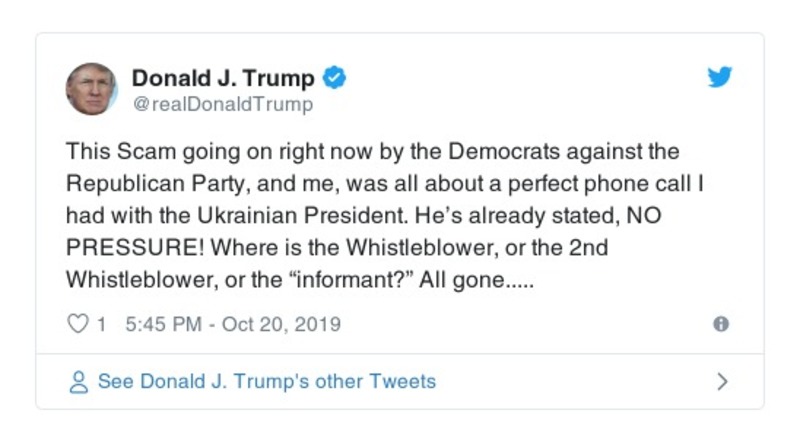 Donald J. Trump
@realDonaldTrump
This Scam going on right now by the Democrats against the
Republican Party, and me, was all about a perfect phone call I
had with the Ukrainian President. He’s already stated, NO
PRESSURE! Where is the Whistleblower, or the 2nd
Whistleblower, or the “informant?” All gone.....
1 5:45 PM - Oct 20, 2019
See Donald J. Trump's other Tweets